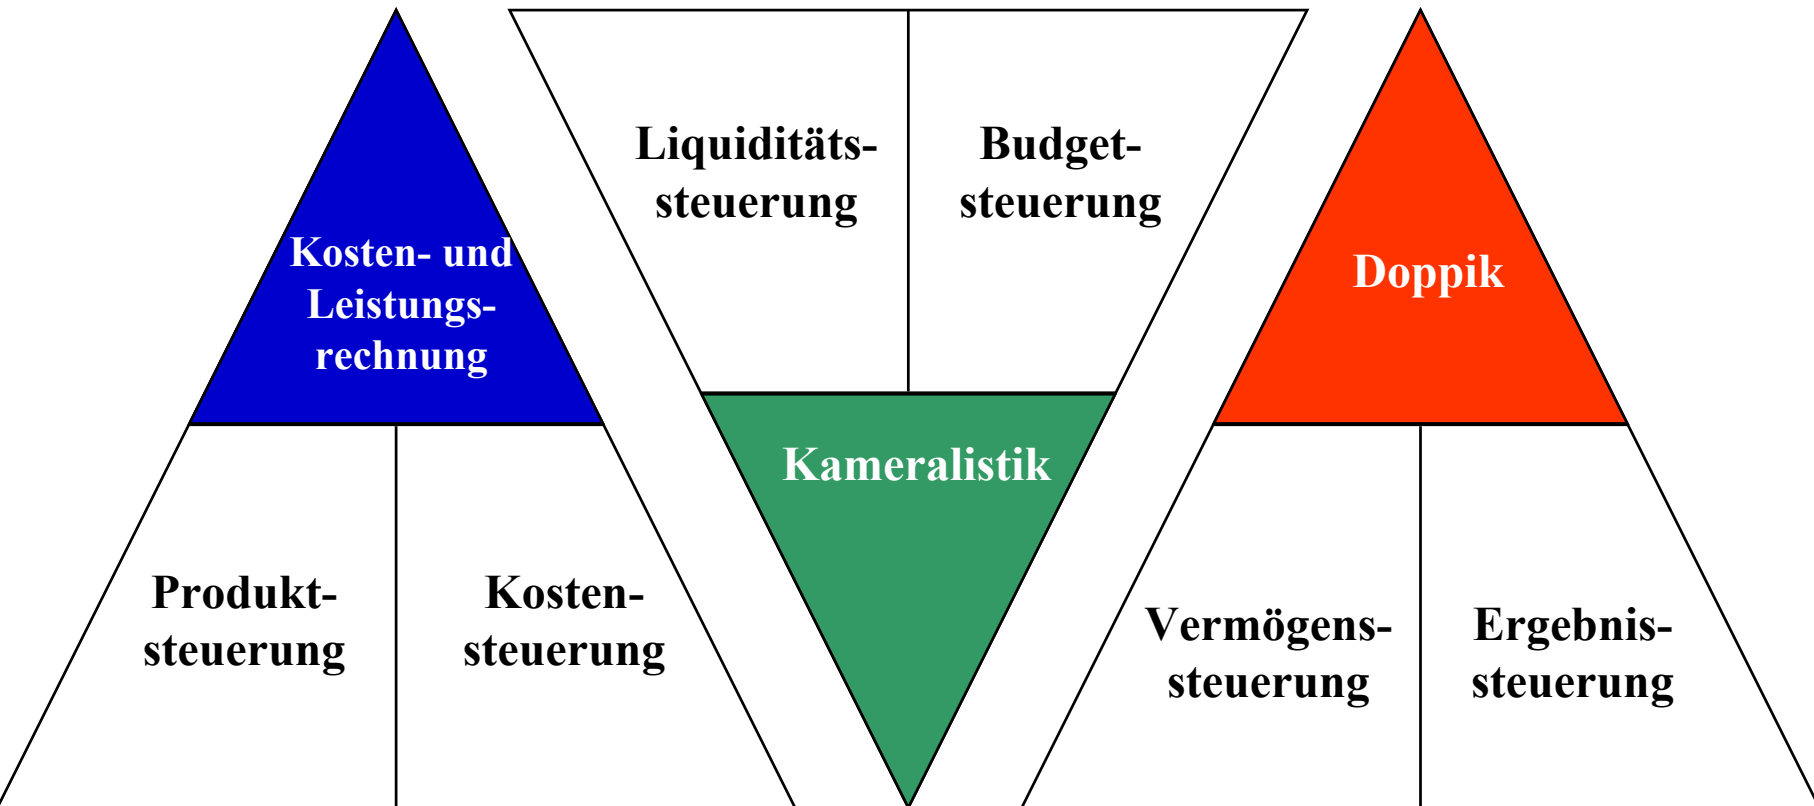 Kosten- und
Leistungs-
rechnung
Produkt-
steuerung
Kosten-
steuerung
Liquiditäts-
steuerung
Budget-
steuerung
Kameralistik
Doppik
Vermögens-
steuerung
Ergebnis-
steuerung